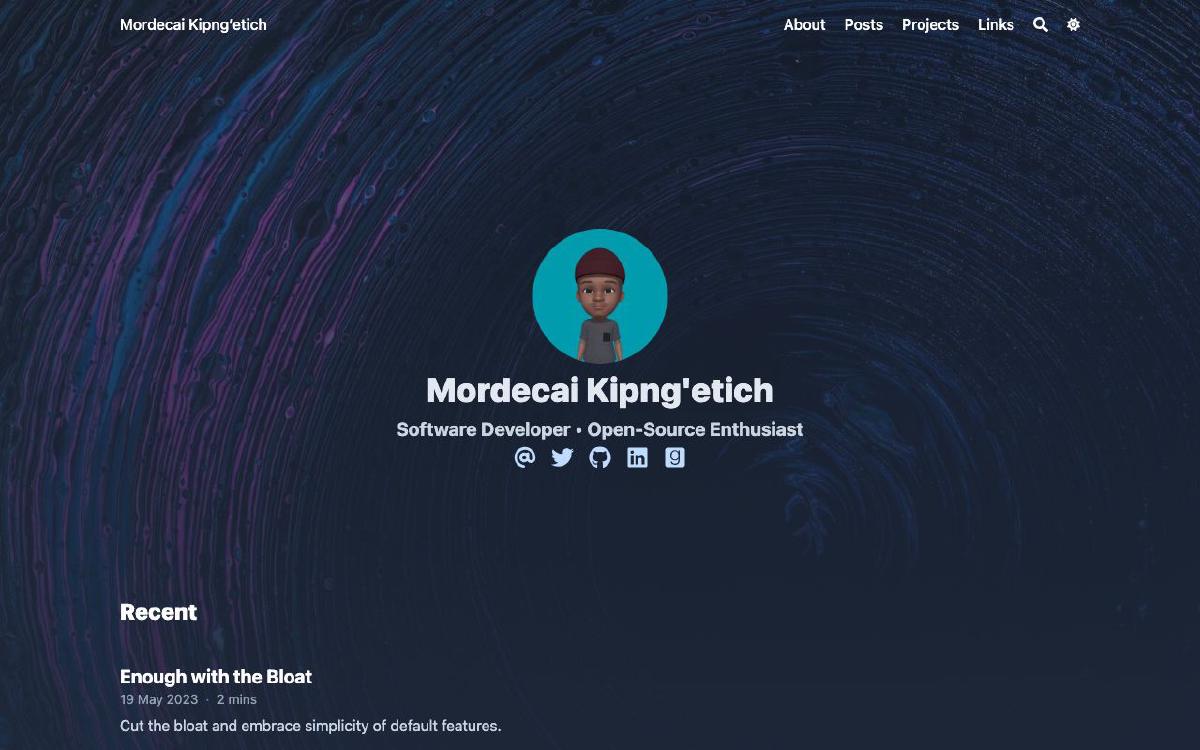 Mordecai Kipng’etich
About Posts Projects Links
Mordecai Kipng'etich
Software Developer • Open-Source Enthusiast
Recent
Enough with the Bloat
19 May 2023 · 2 mins
Cut the bloat and embrace simplicity of default features.